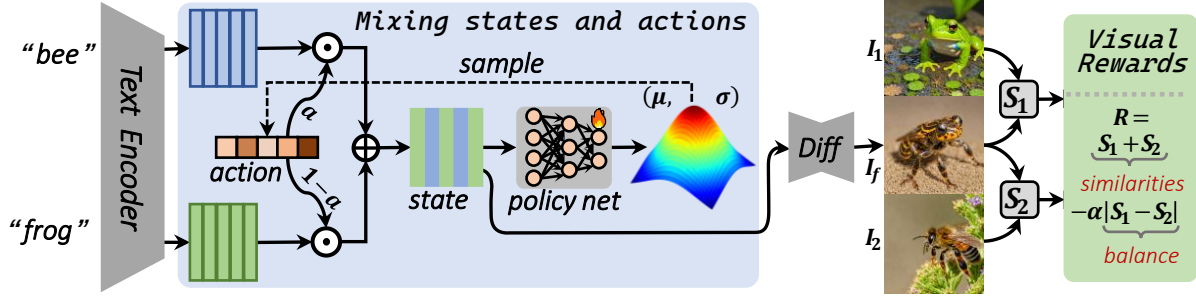 Mixing states and actions
"bee"
Text Encoder
sample
a
action
1-a
"frog"
state
policy net
(μ, σ)
Diff
I₁
I_f
I₂
S₁
S₂
Visual
Rewards
R =
S₁ + S₂
similarities
-α|S₁ - S₂|
balance